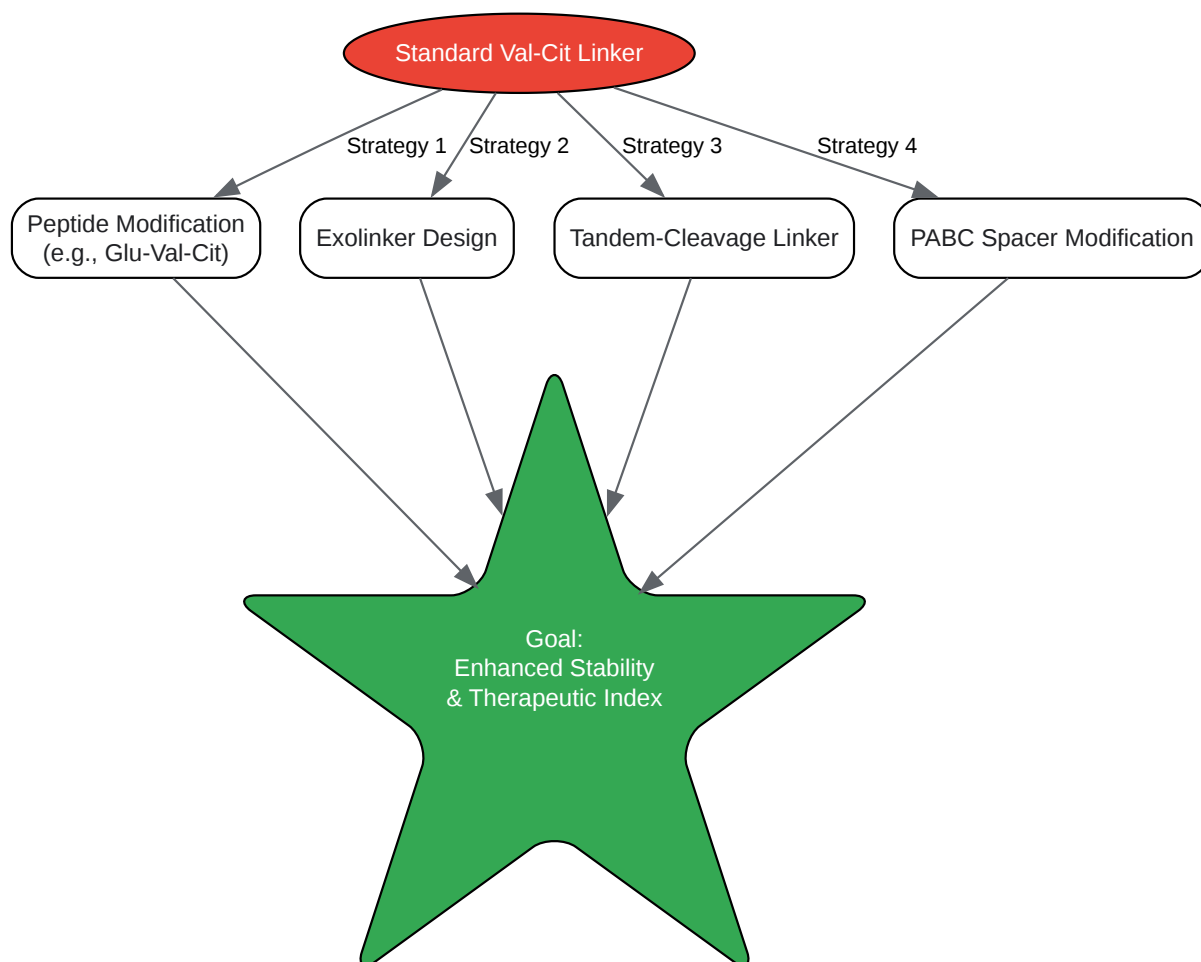 Standard Val-Cit Linker
Strategy 1
Strategy 2
Strategy 3
Strategy 4
Peptide Modification
(e.g., Glu-Val-Cit)
Exolinker Design
Tandem-Cleavage Linker
PABC Spacer Modification
Goal:
Enhanced Stability
& Therapeutic Index